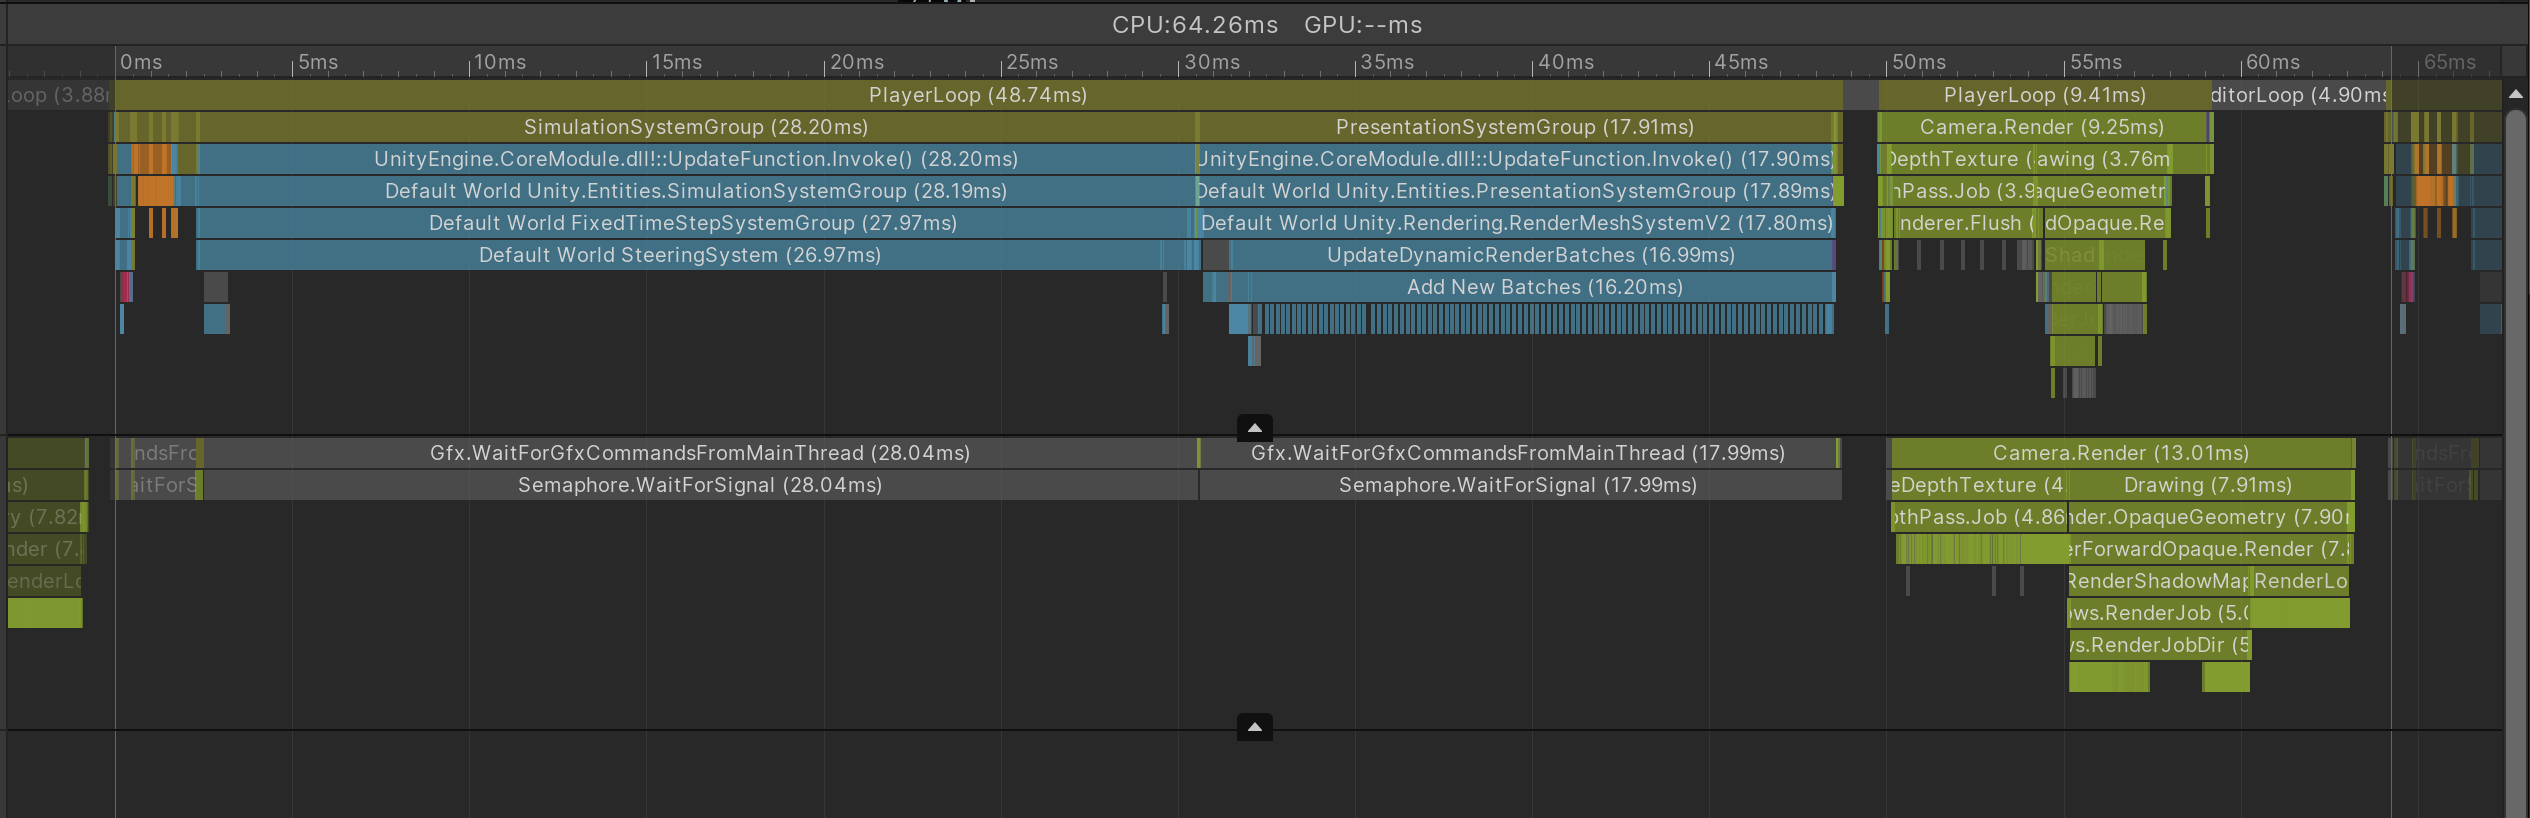 CPU:64.26ms GPU:--ms
0ms 5ms 10ms 15ms 20ms 25ms 30ms 35ms 40ms 45ms 50ms 55ms 60ms 65ms
oop (3.88 PlayerLoop (48.74ms) PlayerLoop (9.41ms) ditorLoop (4.90ms
SimulationSystemGroup (28.20ms) PresentationSystemGroup (17.91ms) Camera.Render (9.25ms)
UnityEngine.CoreModule.dll!::UpdateFunction.Invoke() (28.20ms) UnityEngine.CoreModule.dll!::UpdateFunction.Invoke() (17.90ms) DepthTexture ( awing (3.76m
Default World Unity.Entities.SimulationSystemGroup (28.19ms) Default World Unity.Entities.PresentationSystemGroup (17.89ms) hPass.Job (3.9 aqueGeometr
Default World FixedTimeStepSystemGroup (27.97ms) Default World Unity.Rendering.RenderMeshSystemV2 (17.80ms) nderer.Flush ( dOpaque.Re
Default World SteeringSystem (26.97ms) UpdateDynamicRenderBatches (16.99ms) Shad
Add New Batches (16.20ms)
ndsFro Gfx.WaitForGfxCommandsFromMainThread (28.04ms) Gfx.WaitForGfxCommandsFromMainThread (17.99ms) Camera.Render (13.01ms) ndsFr
s) aitForS Semaphore.WaitForSignal (28.04ms) Semaphore.WaitForSignal (17.99ms) eDepthTexture (4. Drawing (7.91ms) itFor
y (7.82 pthPass.Job (4.86 nder.OpaqueGeometry (7.90
nder (7. erForwardOpaque.Render (7.
enderLo RenderShadowMap RenderLo
ows.RenderJob (5.0
ws.RenderJobDir (5